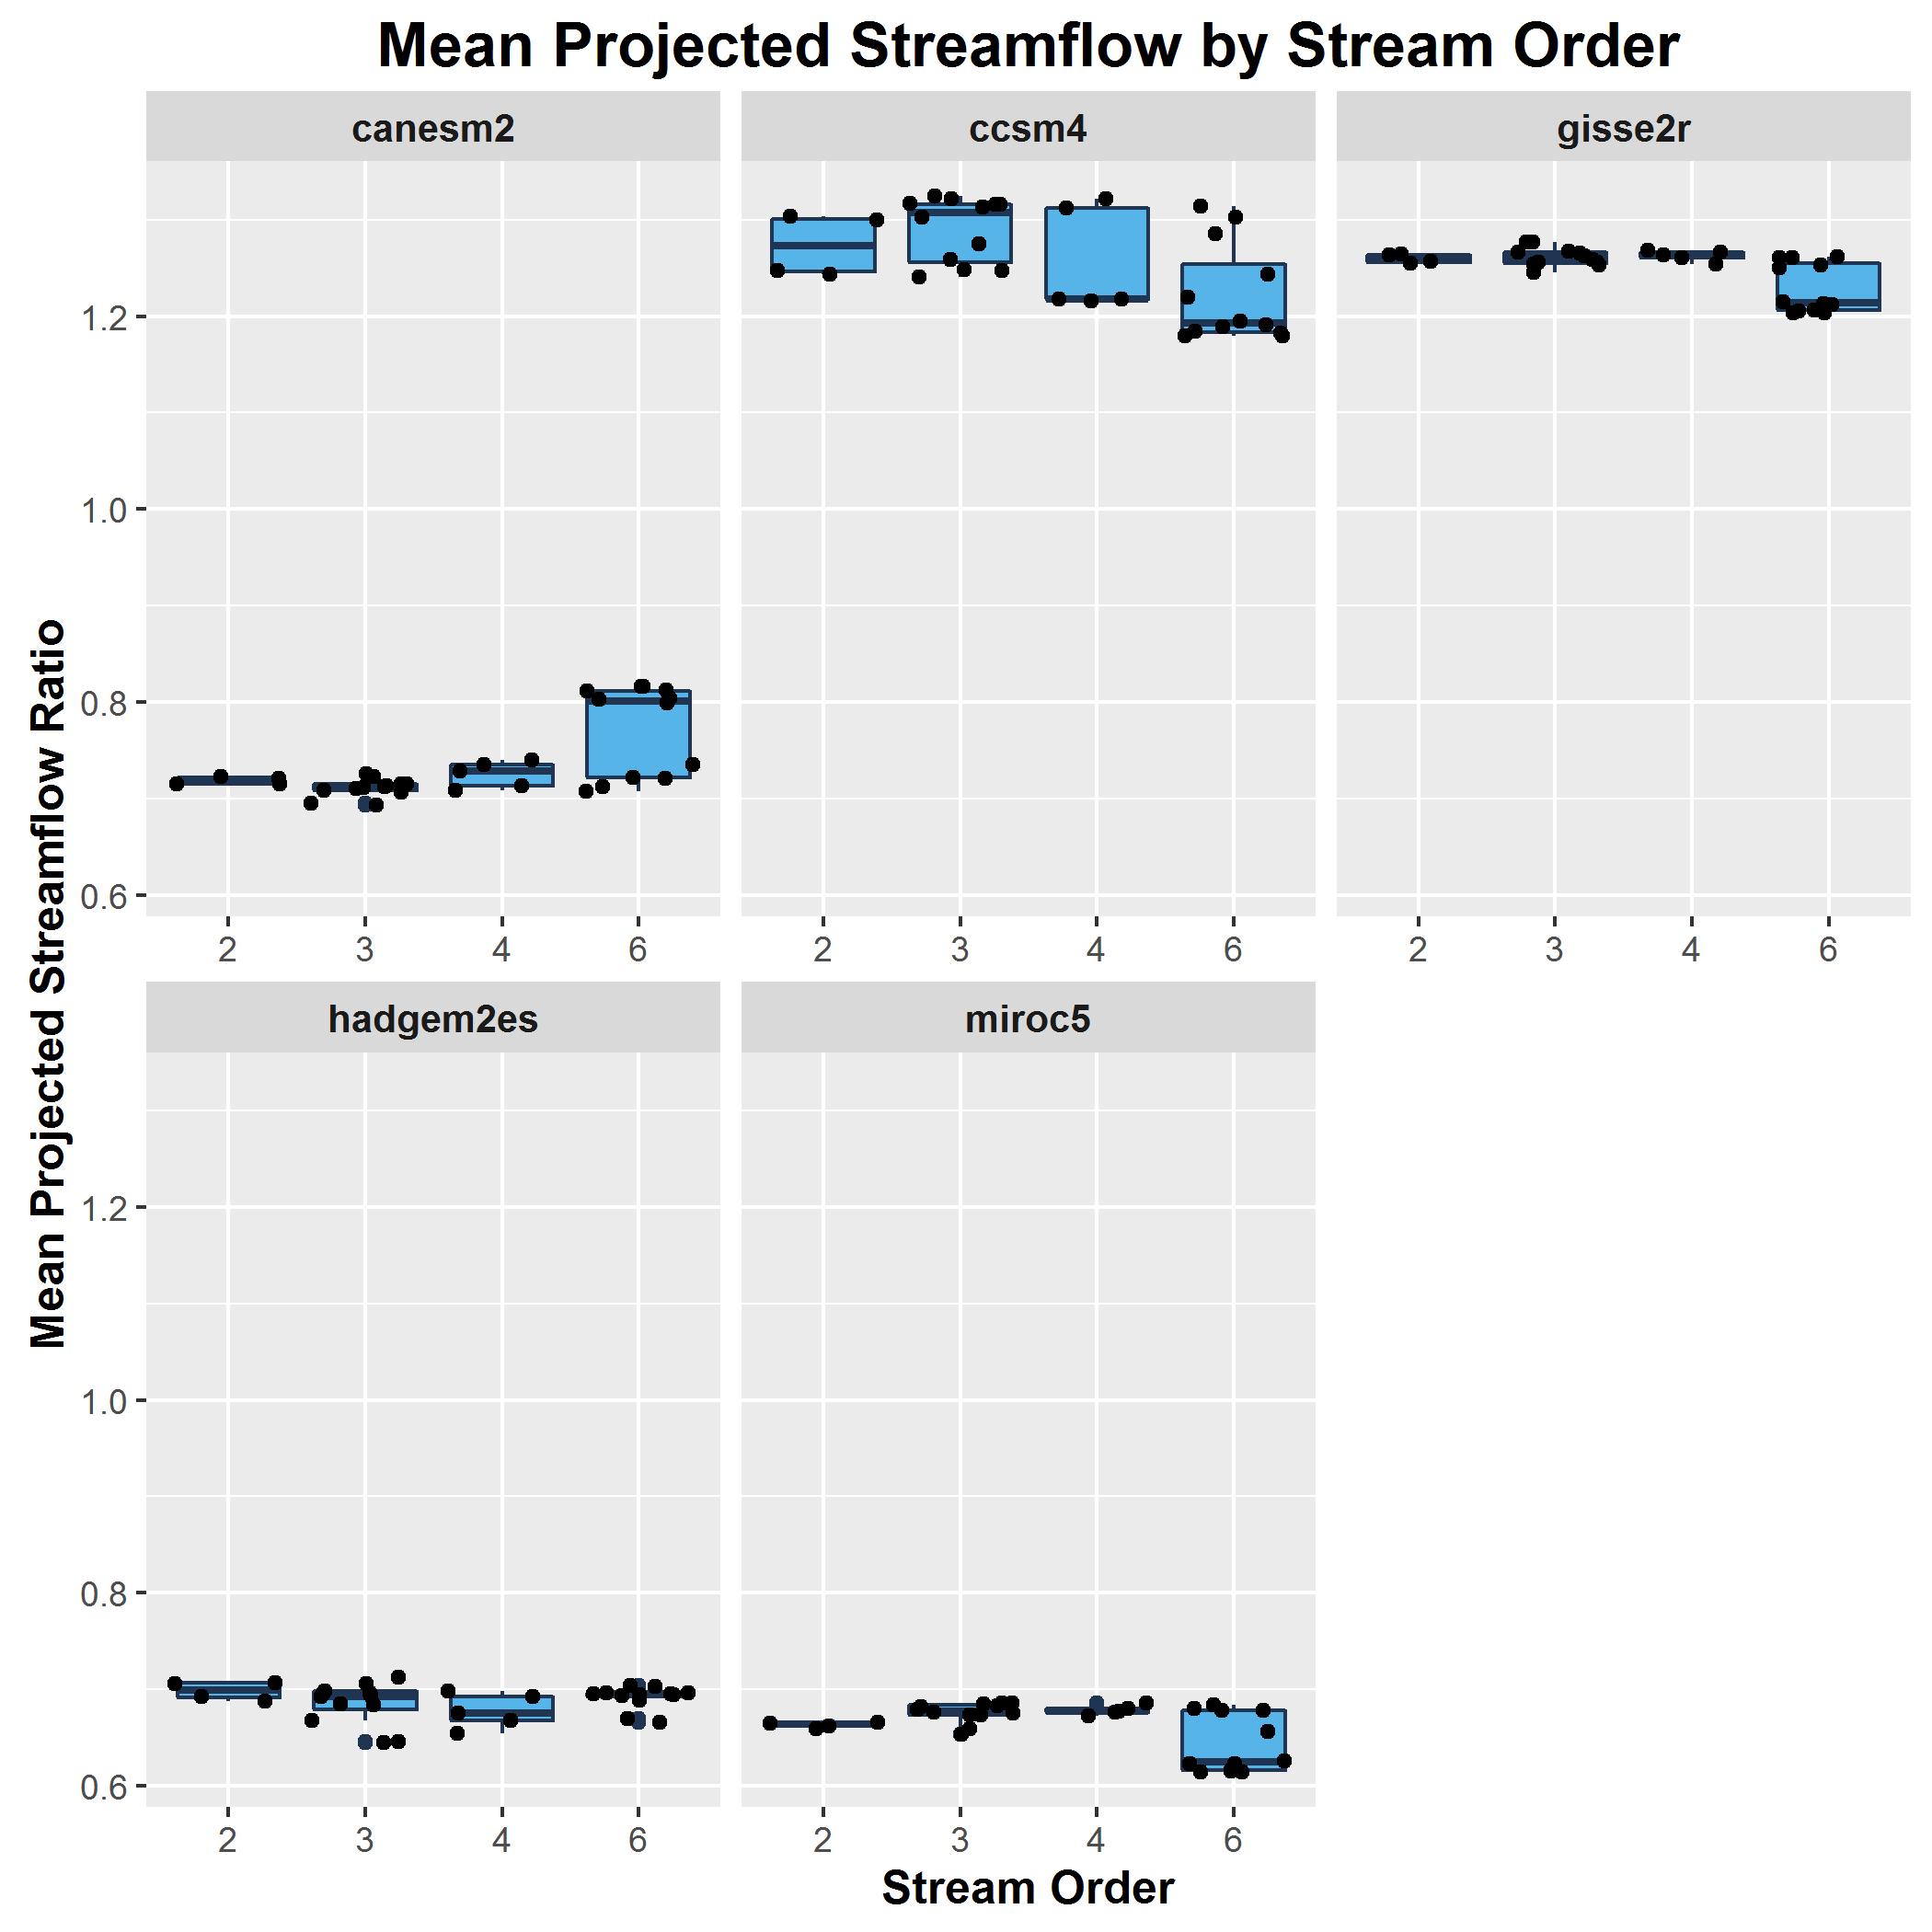 Mean Projected Streamflow by Stream Order
canesm2
ccsm4
gisse2r
Mean Projected Streamflow Ratio
1.2
1.0
0.8
0.6
2 3 4 6
2 3 4 6
2 3 4 6
hadgem2es
miroc5
1.2
1.0
0.8
0.6
2 3 4 6
2 3 4 6
Stream Order